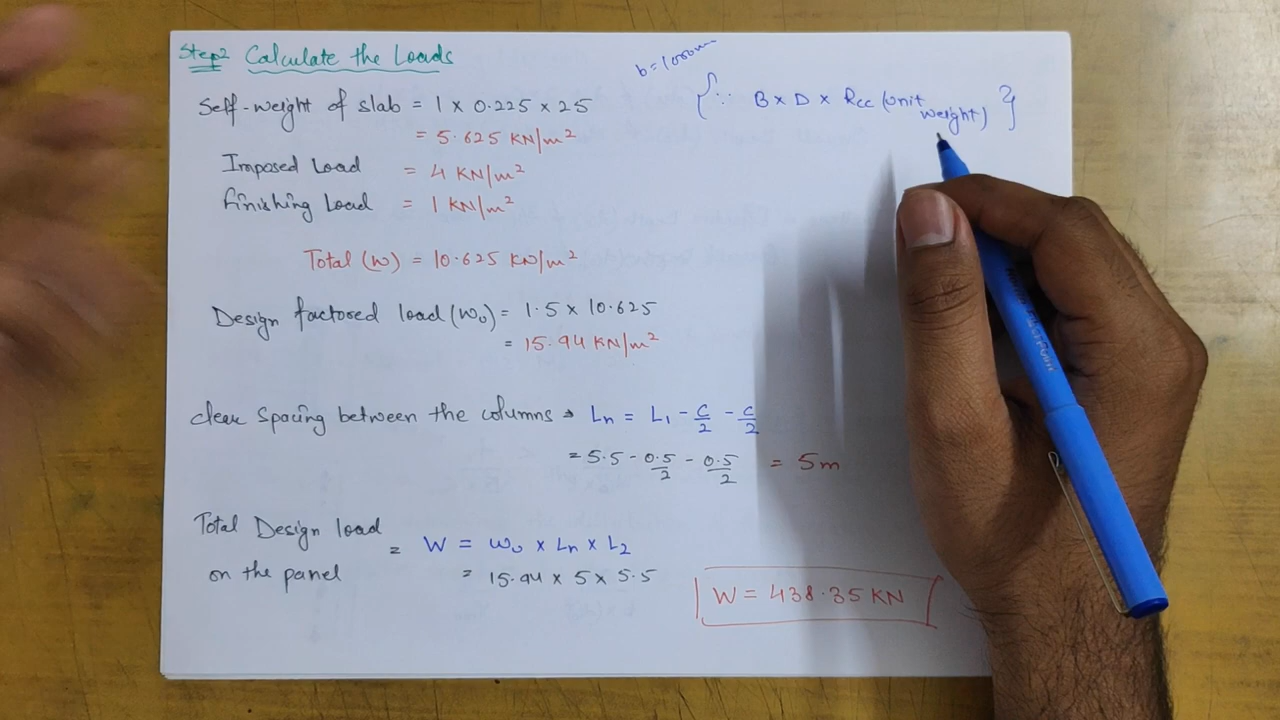 Step2 Calculate the Loads
b=1000mm
Self-weight of slab = 1 x 0.225 x 25
{∵ B x D x Rcc (Unit weight) }
= 5.625 KN/m²
Imposed Load = 4 KN/m²
Finishing Load = 1 KN/m²
Total (w) = 10.625 KN/m²
Design factored load (w₀) = 1.5 x 10.625
= 15.94 KN/m²
Clear Spacing between the columns → Ln = L₁ - C/2 - C/2
= 5.5 - 0.5/2 - 0.5/2 = 5m
Total Design load on the panel = W = w₀ x Ln x L₂
= 15.94 x 5 x 5.5
W = 438.35 KN